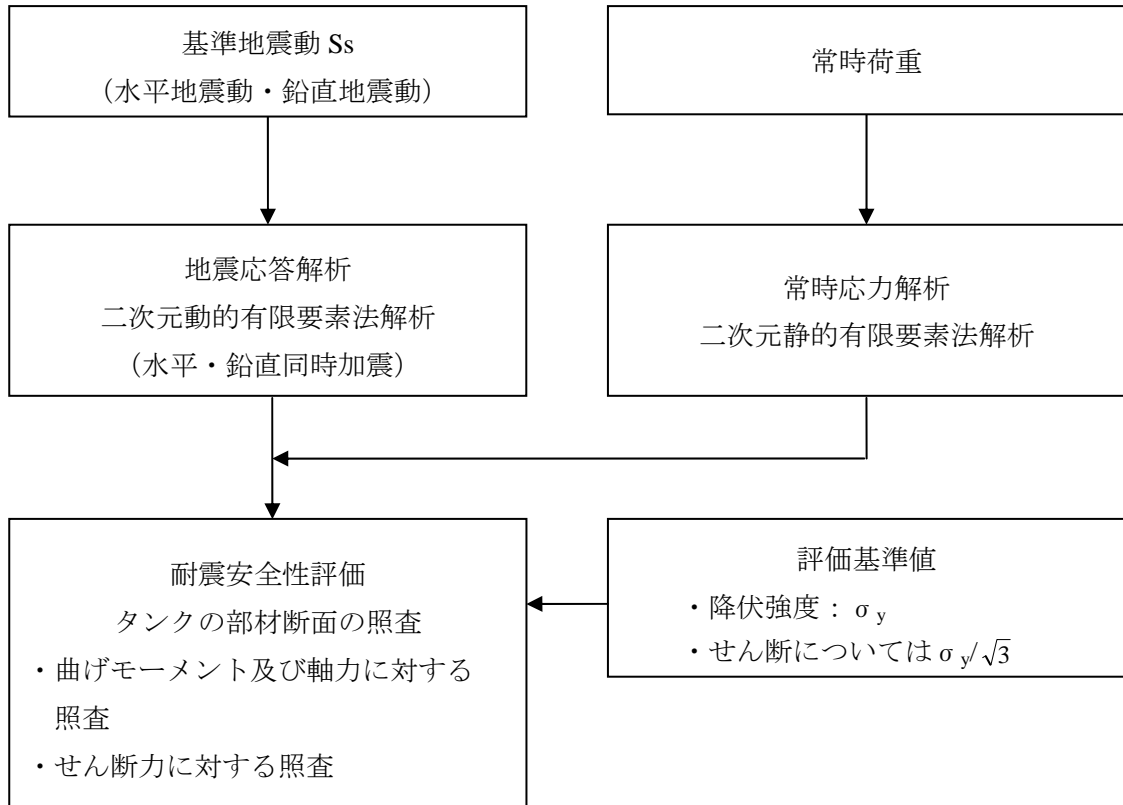 基準地震動 Ss
（水平地震動・鉛直地震動）
常時荷重
地震応答解析
二次元動的有限要素法解析
（水平・鉛直同時加震）
常時応力解析
二次元静的有限要素法解析
耐震安全性評価
タンクの部材断面の照査
・曲げモーメント及び軸力に対する
照査
・せん断力に対する照査
評価基準値
・降伏強度：σy
・せん断についてはσy/√3